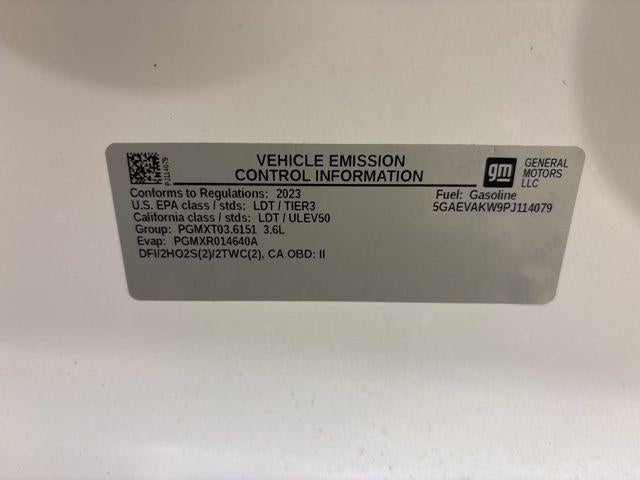 PJ114079
VEHICLE EMISSION
CONTROL INFORMATION
gm
GENERAL
MOTORS
LLC
Conforms to Regulations: 2023
U.S. EPA class / stds: LDT / TIER3
California class / stds: LDT / ULEV50
Group: PGMXT03.6151 3.6L
Evap: PGMXR014640A
DFI/2HO2S(2)/2TWC(2), CA OBD: II
Fuel: Gasoline
5GAEVAKW9PJ114079